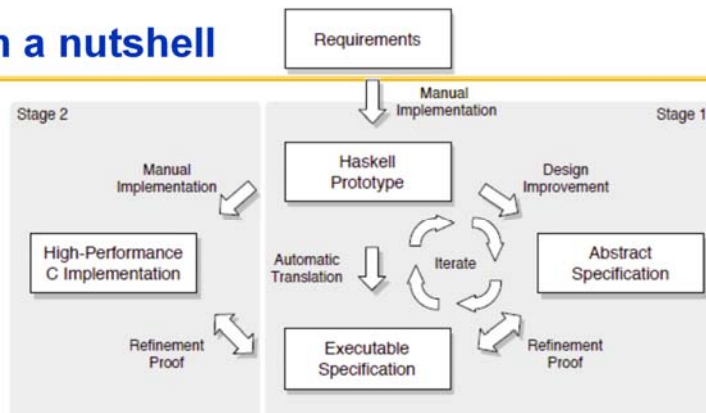 a nutshell
Requirements
Manual
Implementation
Stage 2
Stage 1
Manual
Implementation
Haskell
Prototype
Design
Improvement
High-Performance
C Implementation
Automatic
Translation
Iterate
Abstract
Specification
Refinement
Proof
Executable
Specification
Refinement
Proof